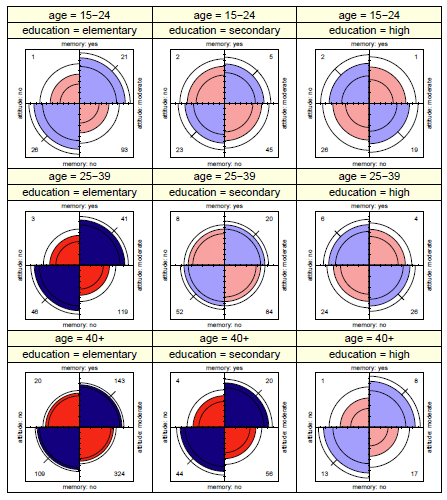 age = 15−24
education = elementary
memory: yes
1 21
attitude: no
attitude: moderate
26 93
memory: no
age = 15−24
education = secondary
memory: yes
2 5
attitude: no
attitude: moderate
23 45
memory: no
age = 15−24
education = high
memory: yes
2 1
attitude: no
attitude: moderate
26 19
memory: no
age = 25−39
education = elementary
memory: yes
3 41
attitude: no
attitude: moderate
46 119
memory: no
age = 25−39
education = secondary
memory: yes
8 20
attitude: no
attitude: moderate
52 84
memory: no
age = 25−39
education = high
memory: yes
6 4
attitude: no
attitude: moderate
24 26
memory: no
age = 40+
education = elementary
memory: yes
20 143
attitude: no
attitude: moderate
109 324
memory: no
age = 40+
education = secondary
memory: yes
4 20
attitude: no
attitude: moderate
44 56
memory: no
age = 40+
education = high
memory: yes
1 8
attitude: no
attitude: moderate
13 17
memory: no